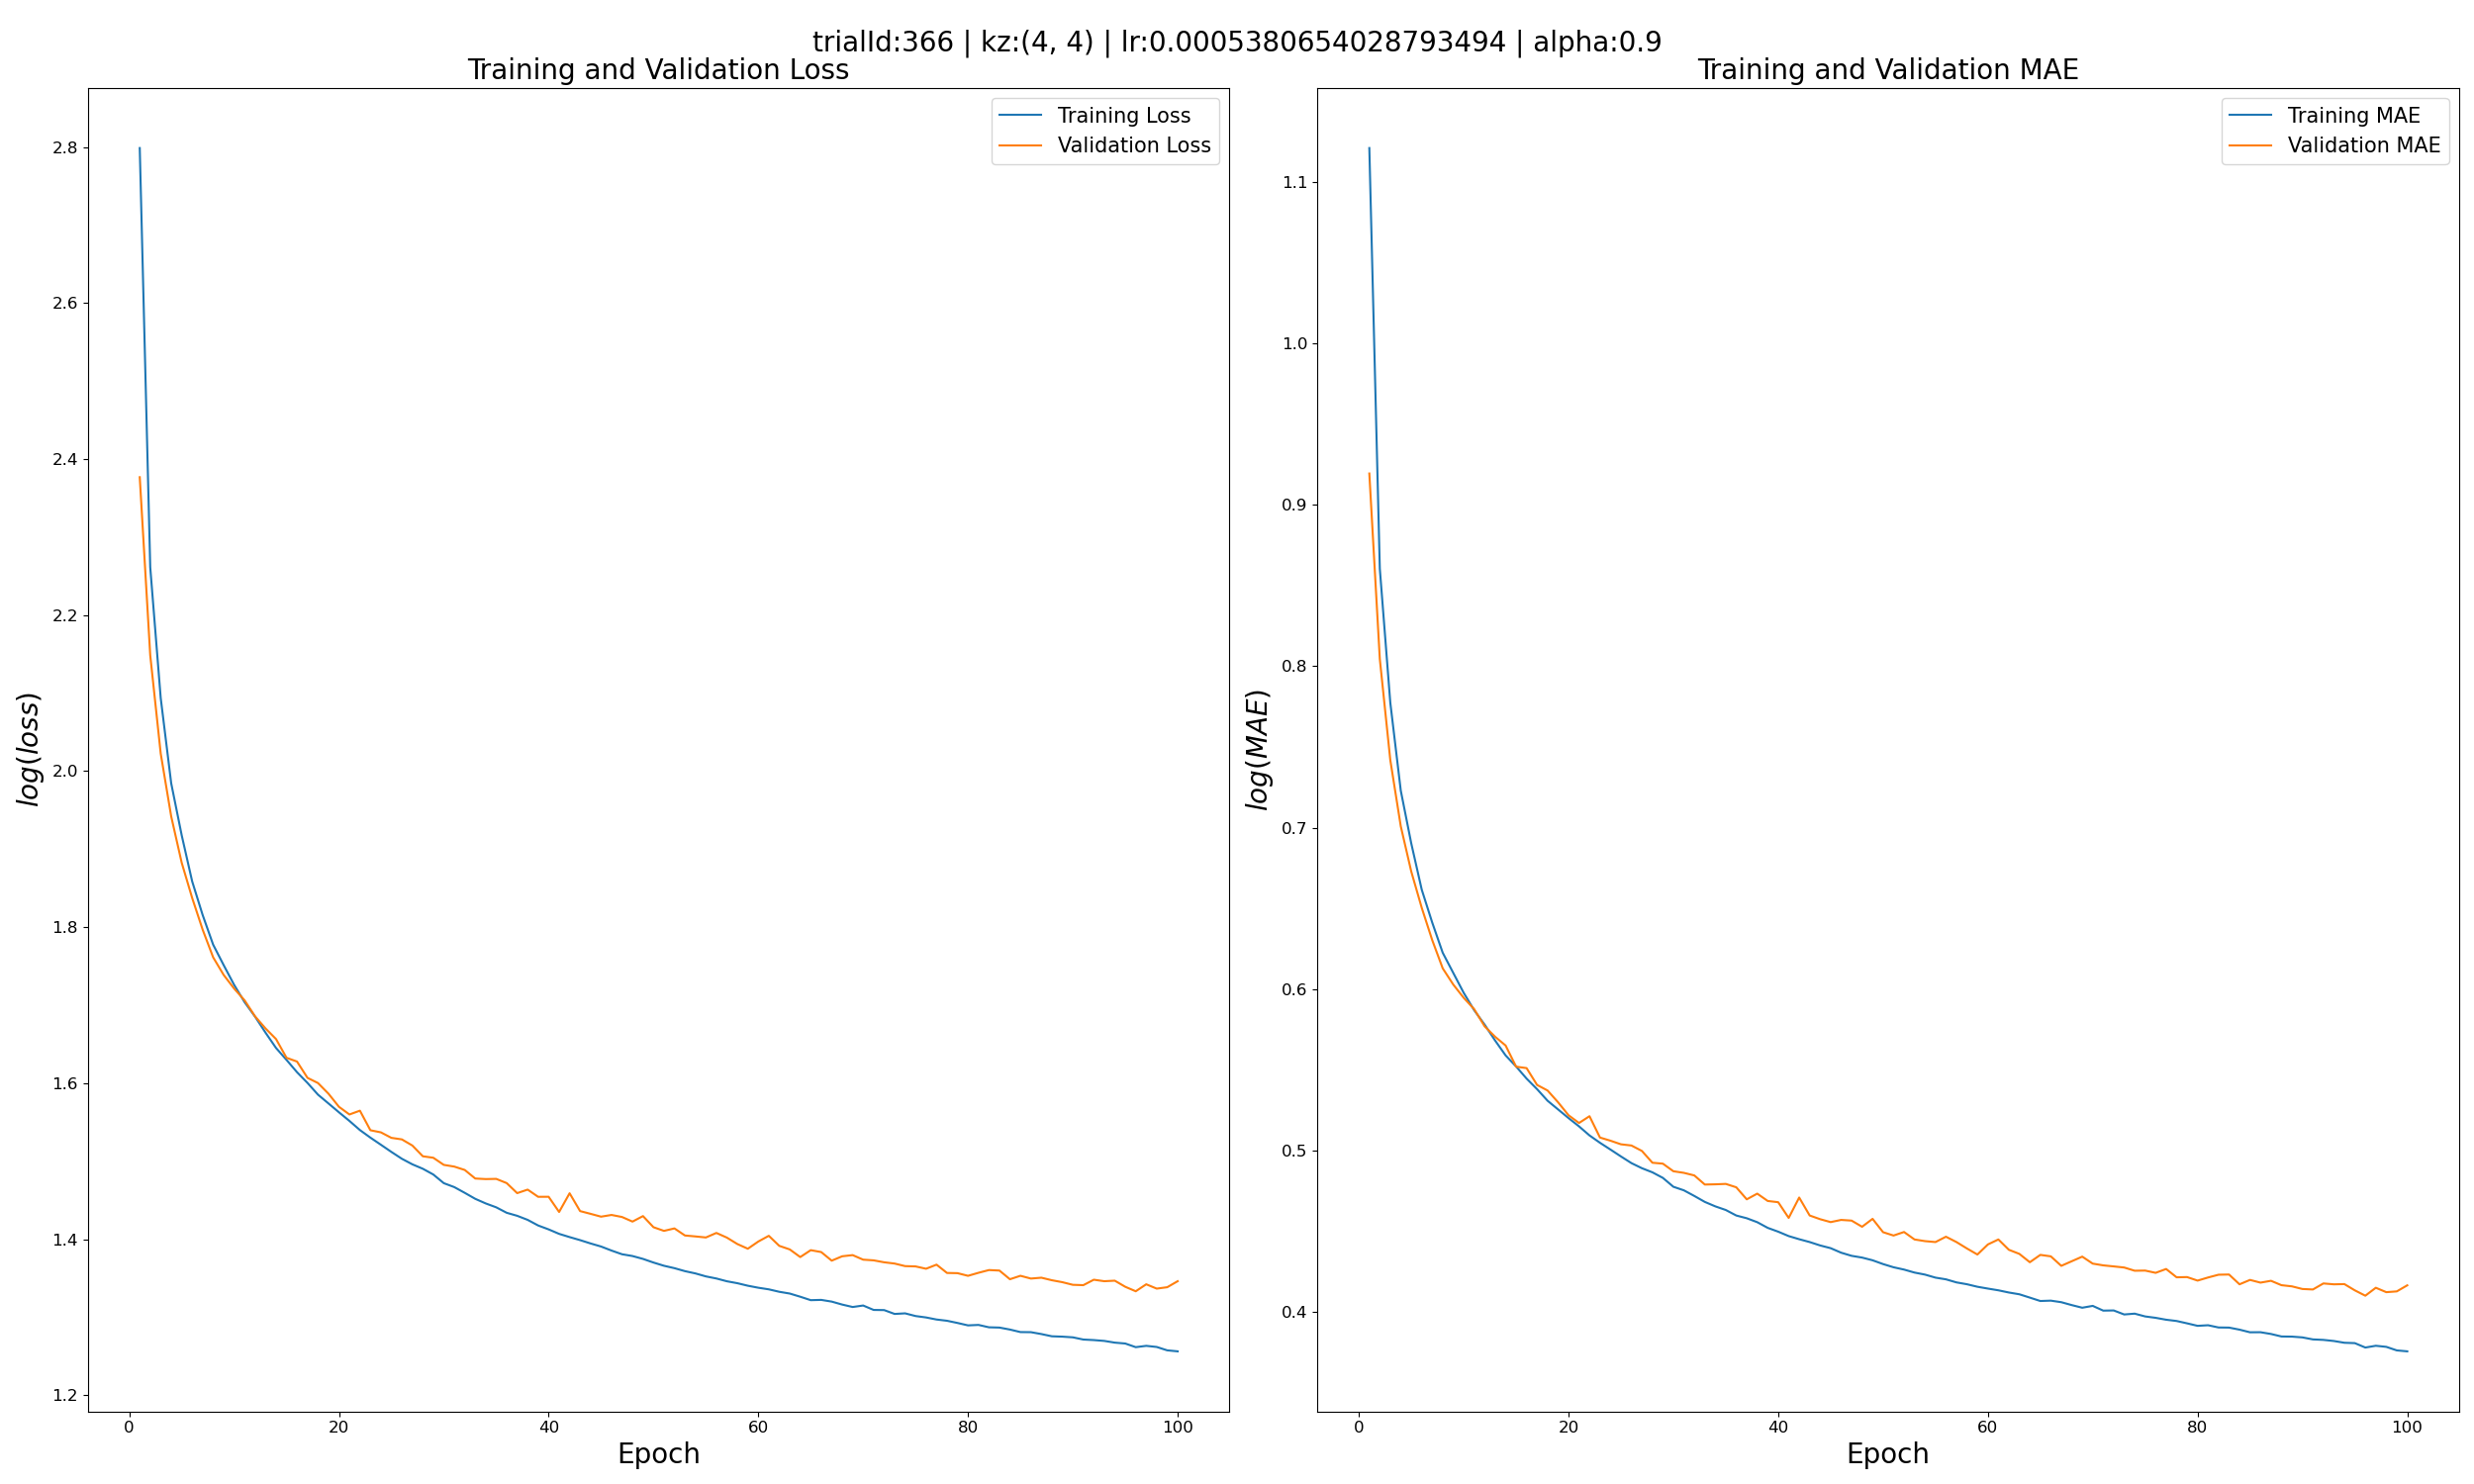 trialId:366 | kz:(4, 4) | lr:0.0005380654028793494 | alpha:0.9
Training and Validation Loss
Training Loss
Validation Loss
2.8
2.6
2.4
2.2
2.0
1.8
1.6
1.4
1.2
log(loss)
0 20 40 60 80 100
Epoch
Training and Validation MAE
Training MAE
Validation MAE
1.1
1.0
0.9
0.8
0.7
0.6
0.5
0.4
log(MAE)
0 20 40 60 80 100
Epoch